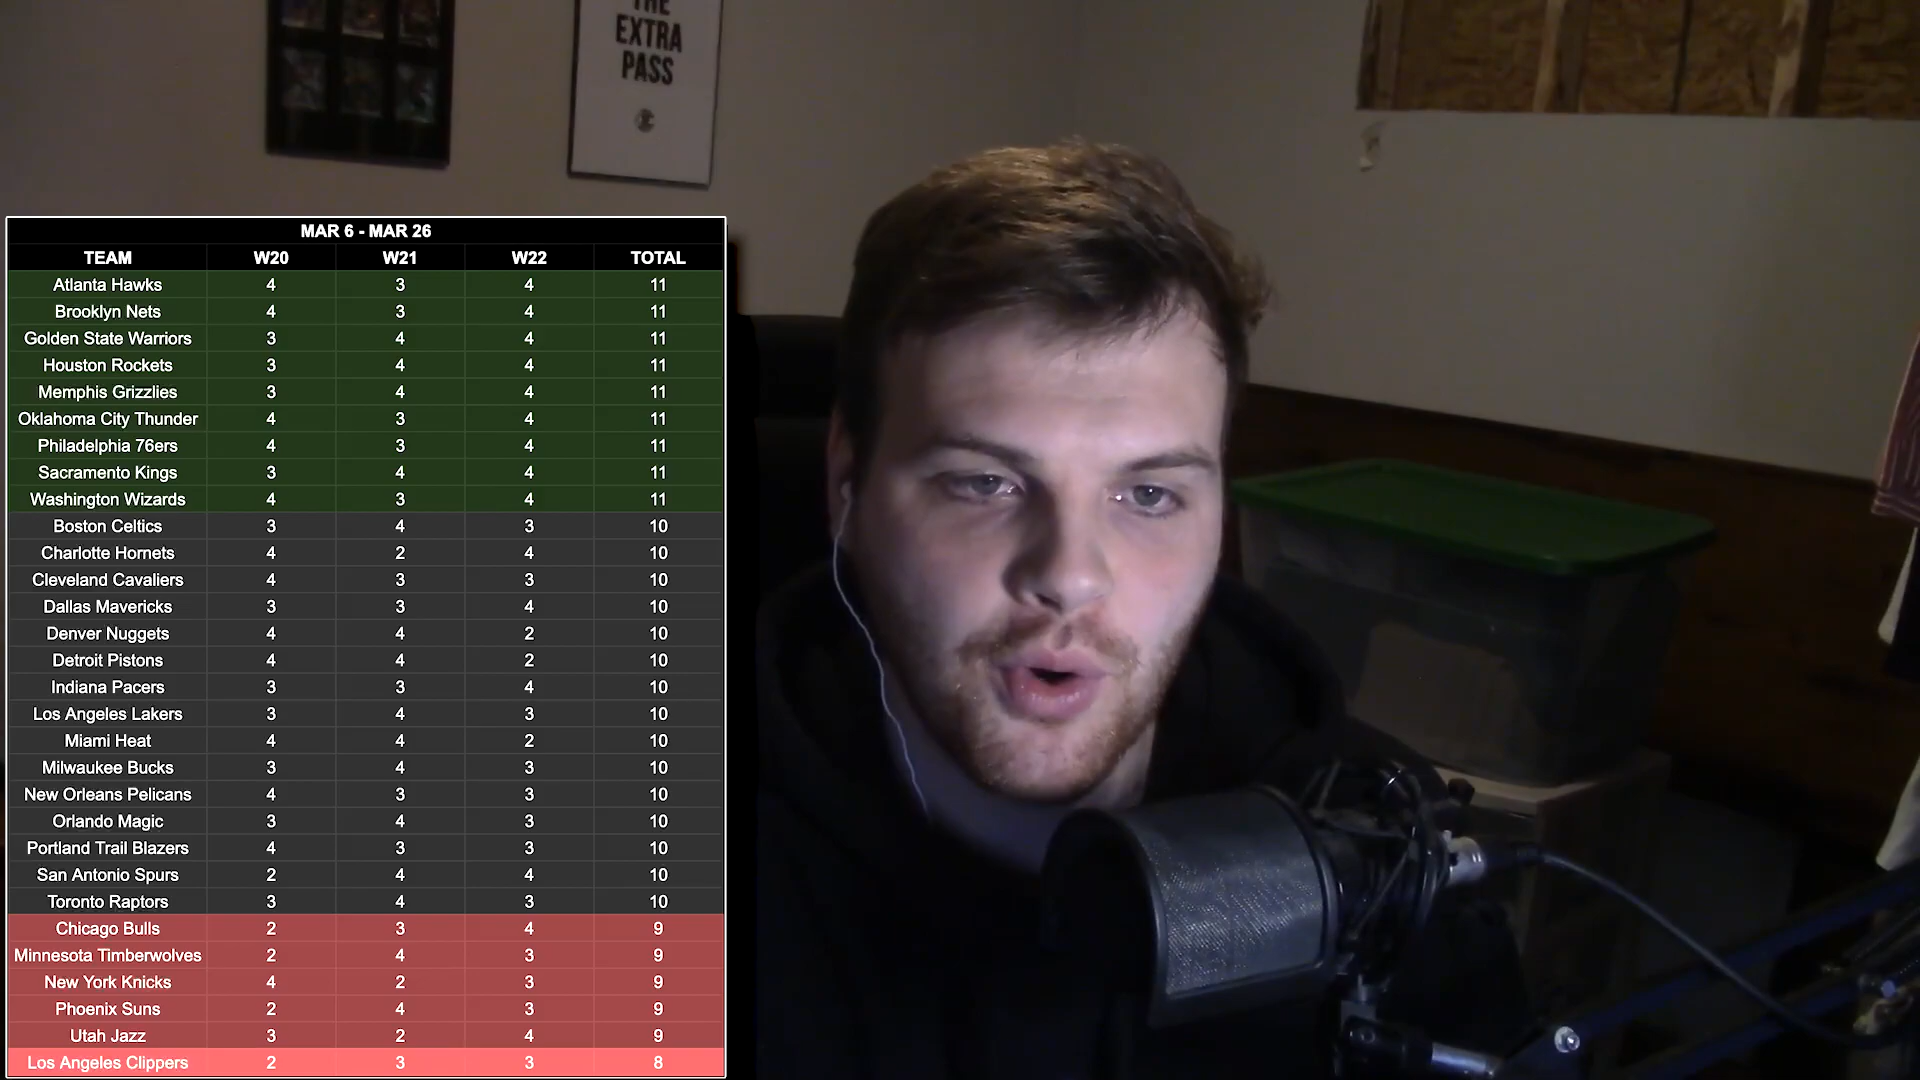 THE
EXTRA
PASS
MAR 6 - MAR 26
TEAM W20 W21 W22 TOTAL
Atlanta Hawks 4 3 4 11
Brooklyn Nets 4 3 4 11
Golden State Warriors 3 4 4 11
Houston Rockets 3 4 4 11
Memphis Grizzlies 3 4 4 11
Oklahoma City Thunder 4 3 4 11
Philadelphia 76ers 4 3 4 11
Sacramento Kings 3 4 4 11
Washington Wizards 4 3 4 11
Boston Celtics 3 4 3 10
Charlotte Hornets 4 2 4 10
Cleveland Cavaliers 4 3 3 10
Dallas Mavericks 3 3 4 10
Denver Nuggets 4 4 2 10
Detroit Pistons 4 4 2 10
Indiana Pacers 3 3 4 10
Los Angeles Lakers 3 4 3 10
Miami Heat 4 4 2 10
Milwaukee Bucks 3 4 3 10
New Orleans Pelicans 4 3 3 10
Orlando Magic 3 4 3 10
Portland Trail Blazers 4 3 3 10
San Antonio Spurs 2 4 4 10
Toronto Raptors 3 4 3 10
Chicago Bulls 2 3 4 9
Minnesota Timberwolves 2 4 3 9
New York Knicks 4 2 3 9
Phoenix Suns 2 4 3 9
Utah Jazz 3 2 4 9
Los Angeles Clippers 2 3 3 8